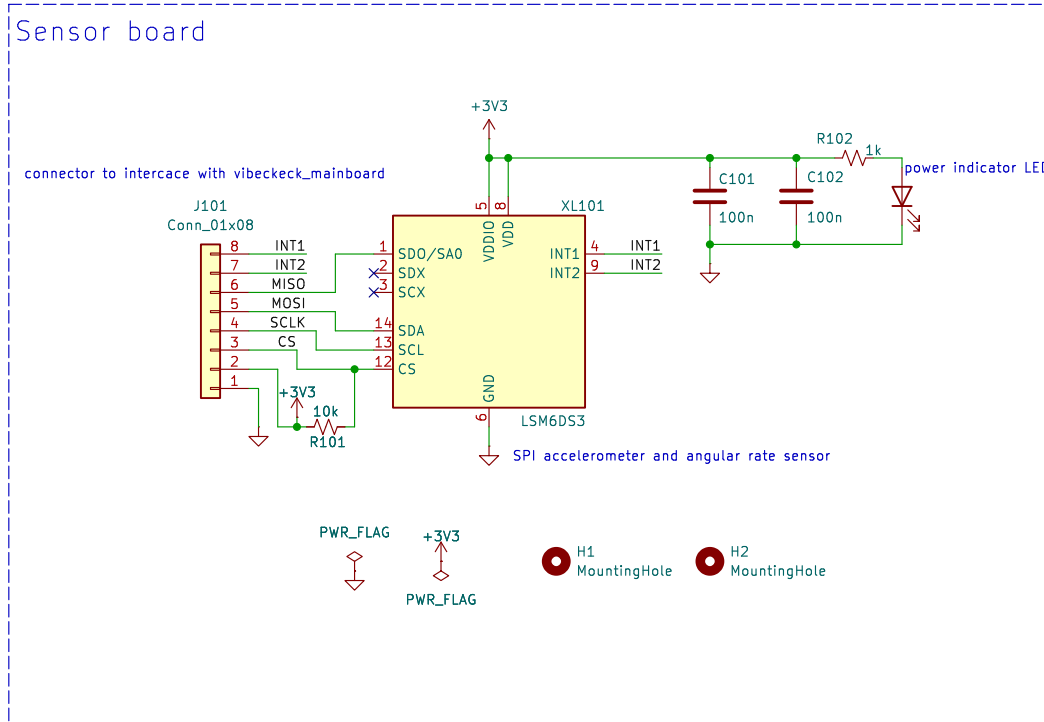 Sensor board
+3V3
R102
1k
connector to intercace with vibeckeck_mainboard
power indicator LED
C101
100n
C102
100n
J101
Conn_01x08
XL101
8 INT1
7 INT2
6 MISO
5 MOSI
4 SCLK
3 CS
2
1
5 VDDIO
8 VDD
1 SDO/SA0
2 SDX
3 SCX
14 SDA
13 SCL
12 CS
INT1 4 INT1
INT2 9 INT2
GND 6
LSM6DS3
+3V3
10k
R101
SPI accelerometer and angular rate sensor
PWR_FLAG
+3V3
PWR_FLAG
H1
MountingHole
H2
MountingHole